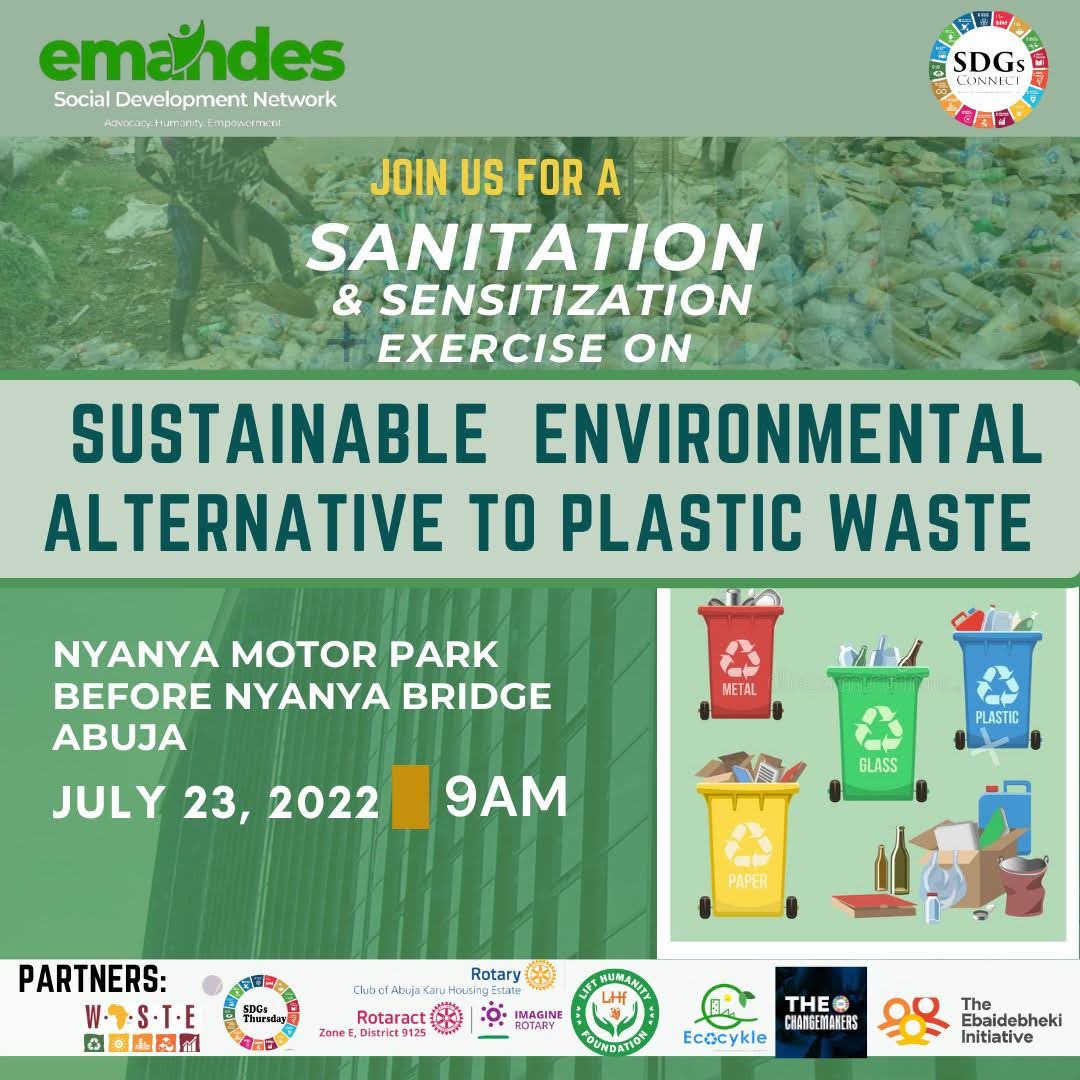 emandes
Social Development Network
Advocacy. Humanity. Empowerment
SDGs
CONNECT
JOIN US FOR A
SANITATION
& SENSITIZATION
EXERCISE ON
SUSTAINABLE ENVIRONMENTAL
ALTERNATIVE TO PLASTIC WASTE
NYANYA MOTOR PARK
BEFORE NYANYA BRIDGE
ABUJA
JULY 23, 2022
9AM
METAL
GLASS
PLASTIC
PAPER
PARTNERS:
W·S·T·E
SDGs
Thursday
Rotary
Club of Abuja Karu Housing Estate
Rotaract
Zone E, District 9125
IMAGINE
ROTARY
LIFT HUMANITY
LHf
FOUNDATION
Ecocykle
THE
CHANGEMAKERS
The
Ebaidebheki
Initiative